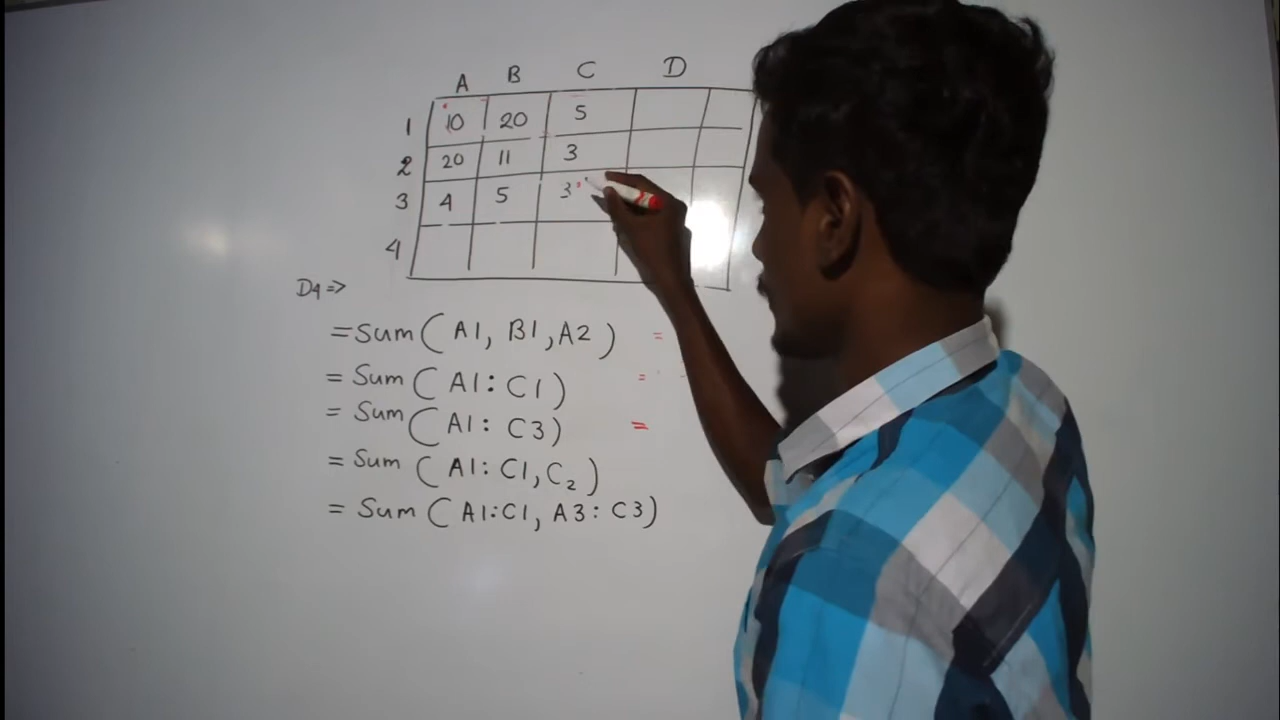 A B C D
1 10 20 5
2 20 11 3
3 4 5 3
4
D4 =>
=Sum(A1, B1, A2) =
= Sum (A1: C1) =
= Sum (A1: C3) =
= Sum (A1: C1, C2)
= Sum (A1:C1, A3: C3)